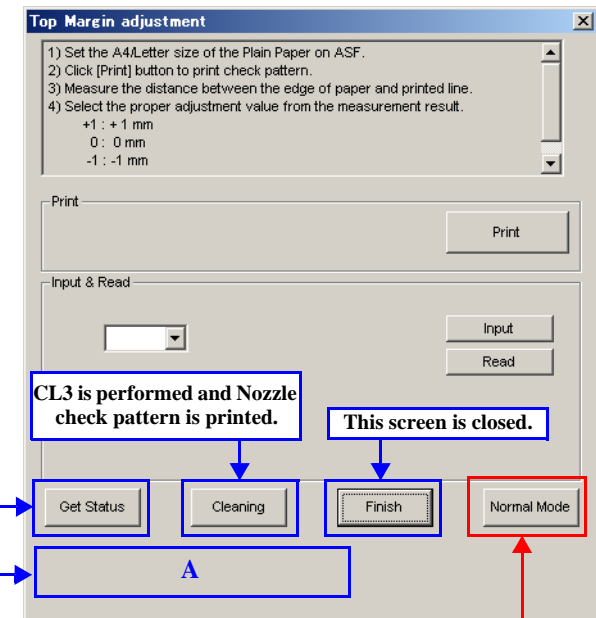 Top Margin adjustment
1) Set the A4/Letter size of the Plain Paper on ASF.
2) Click [Print] button to print check pattern.
3) Measure the distance between the edge of paper and printed line.
4) Select the proper adjustment value from the measurement result.
+1 : + 1 mm
0 : 0 mm
-1 : -1 mm
Print
Print
Input & Read
Input
Read
CL3 is performed and Nozzle
check pattern is printed.
This screen is closed.
Get Status
Cleaning
Finish
Normal Mode
A